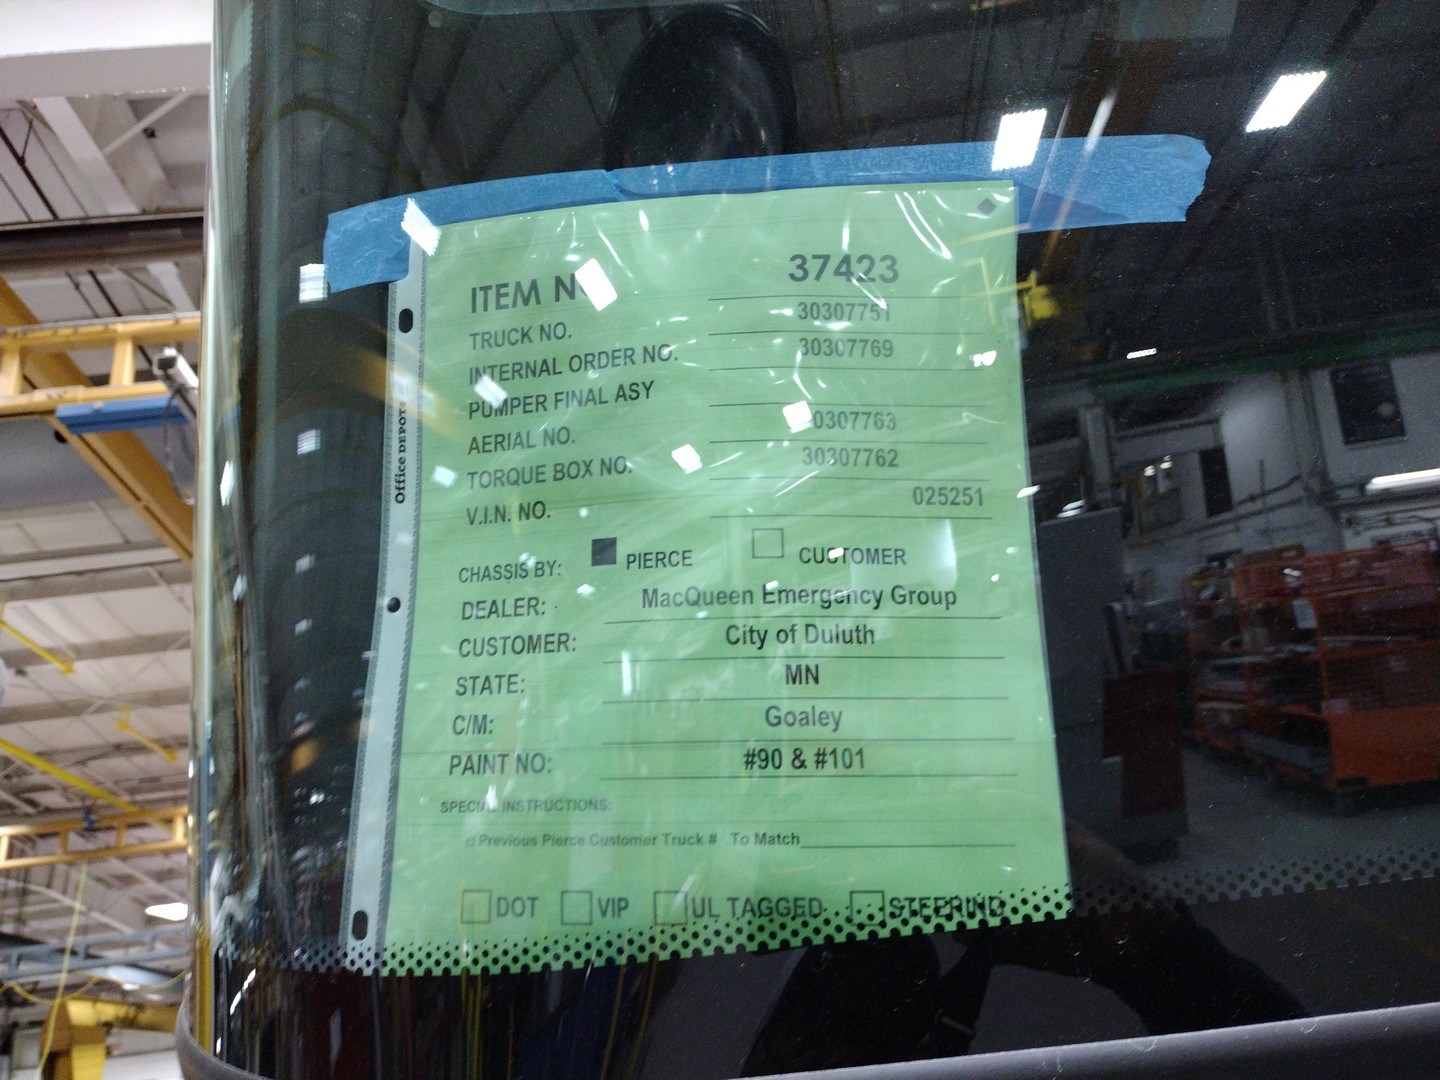 ITEM NO. 37423
TRUCK NO. 30307751
INTERNAL ORDER NO. 30307769
PUMPER FINAL ASY
AERIAL NO. 0307763
TORQUE BOX NO. 30307762
V.I.N. NO. 025251
CHASSIS BY: PIERCE CUSTOMER
DEALER: MacQueen Emergency Group
CUSTOMER: City of Duluth
STATE: MN
C/M: Goaley
PAINT NO: #90 & #101
SPECIAL INSTRUCTIONS:
Previous Pierce Customer Truck # To Match
DOT VIP UL TAGGED STEERING
Office DEPOT